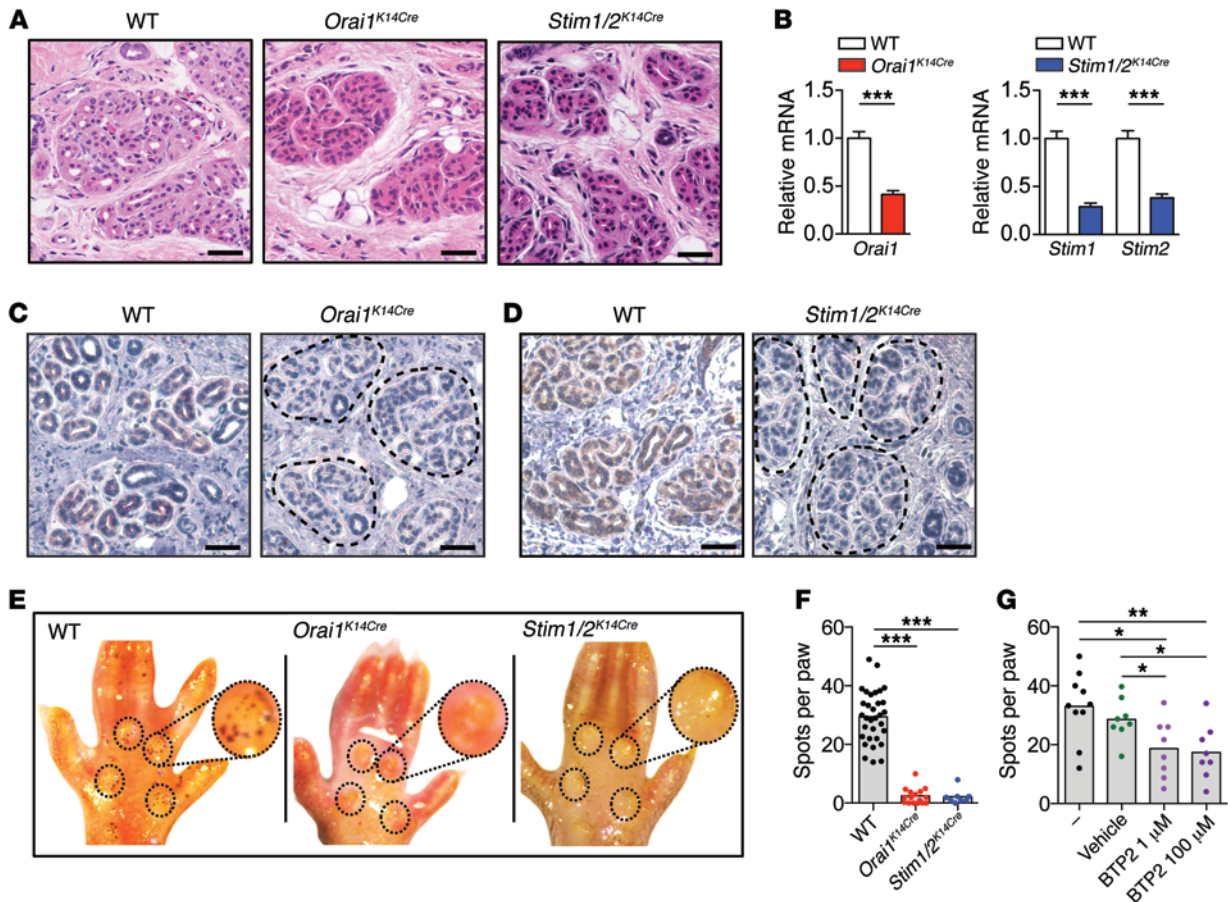 A
WT
Orai1K14Cre
Stim1/2K14Cre
B
WT
Orai1K14Cre
WT
Stim1/2K14Cre
Relative mRNA
1.5
1.0
0.5
0.0
***
Orai1
Relative mRNA
1.5
1.0
0.5
0.0
***
***
Stim1
Stim2
C
WT
Orai1K14Cre
D
WT
Stim1/2K14Cre
E
WT
Orai1K14Cre
Stim1/2K14Cre
F
Spots per paw
60
40
20
0
***
***
WT
Orai1K14Cre
Stim1/2K14Cre
G
Spots per paw
60
40
20
0
**
*
*
*
–
Vehicle
BTP2 1 μM
BTP2 100 μM